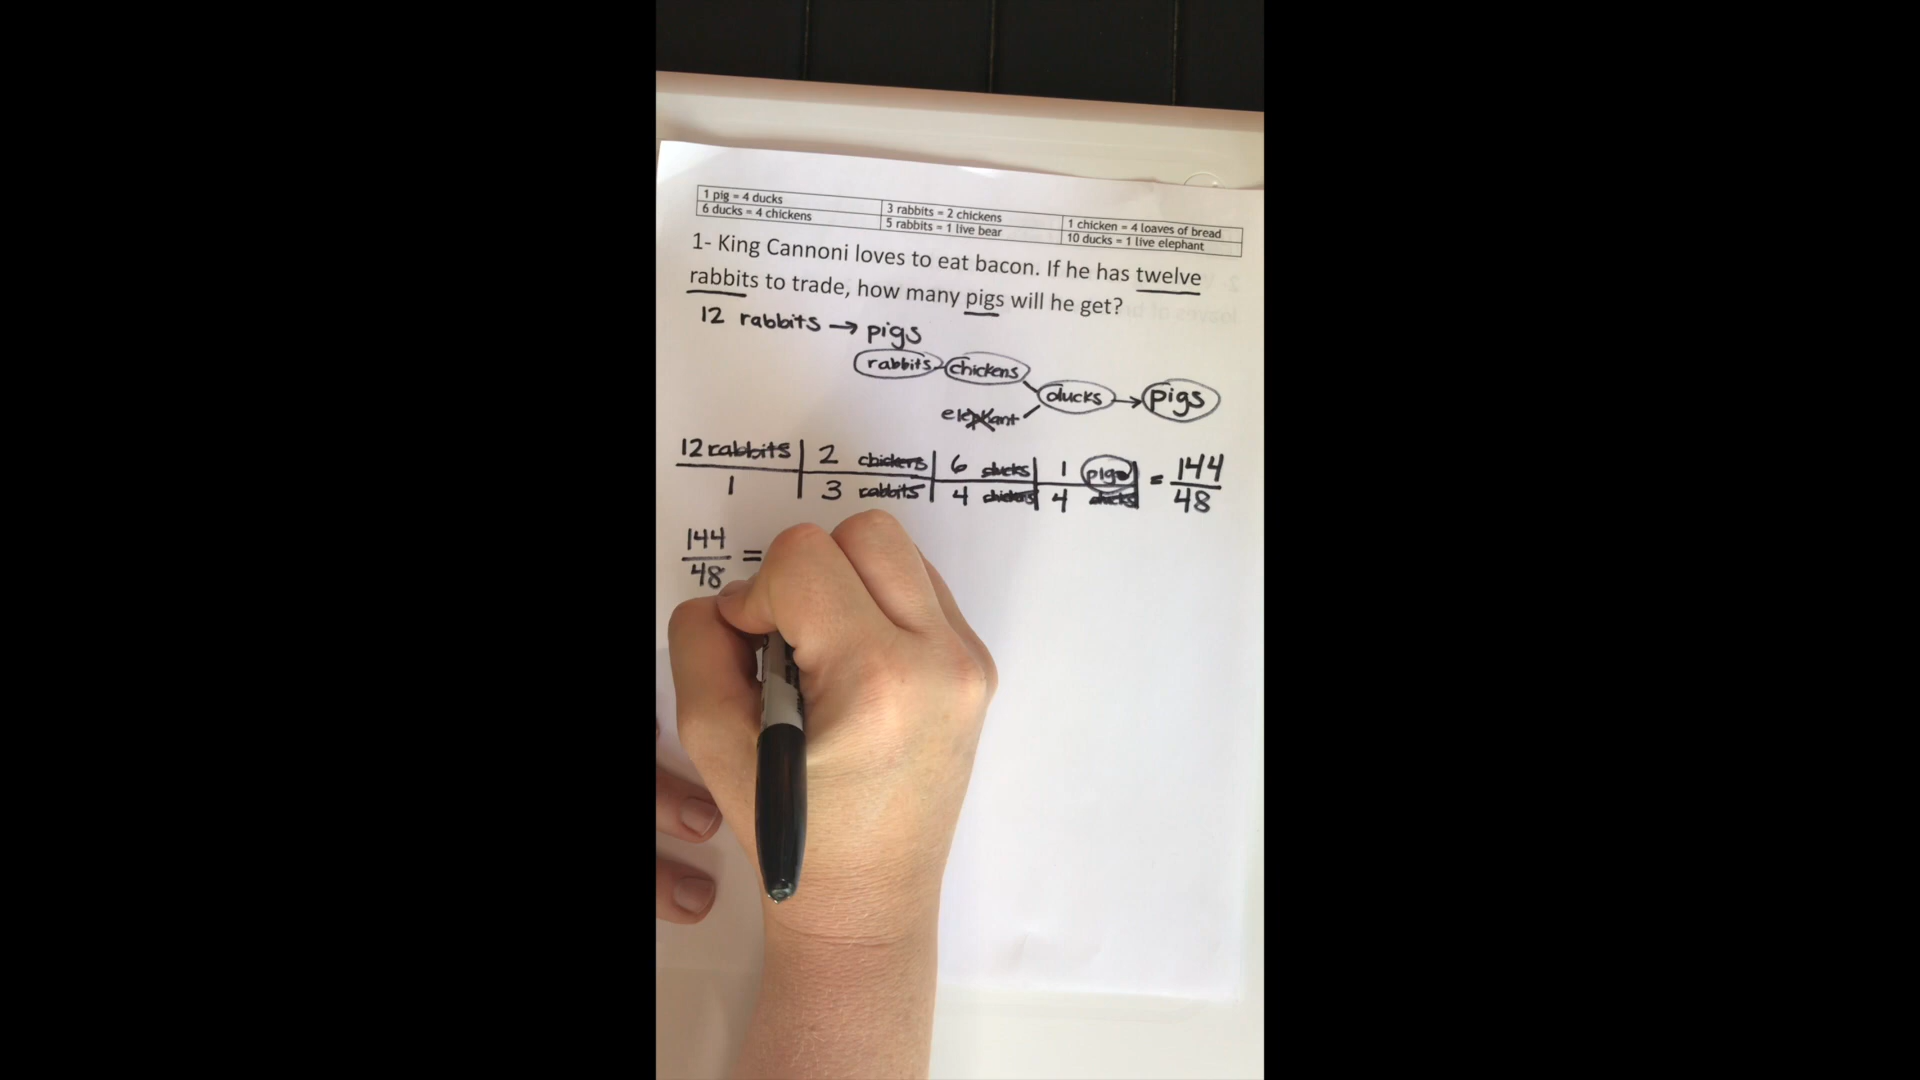 1 pig = 4 ducks 3 rabbits = 2 chickens 1 chicken = 4 loaves of bread
6 ducks = 4 chickens 5 rabbits = 1 live bear 10 ducks = 1 live elephant
1- King Cannoni loves to eat bacon. If he has twelve
rabbits to trade, how many pigs will he get?
12 rabbits → pigs
rabbits chickens
ducks → pigs
elephant
12 rabbits 2 chickens 6 ducks 1 pigs = 144
1 3 rabbits 4 chickens 4 ducks 48
144 =
48